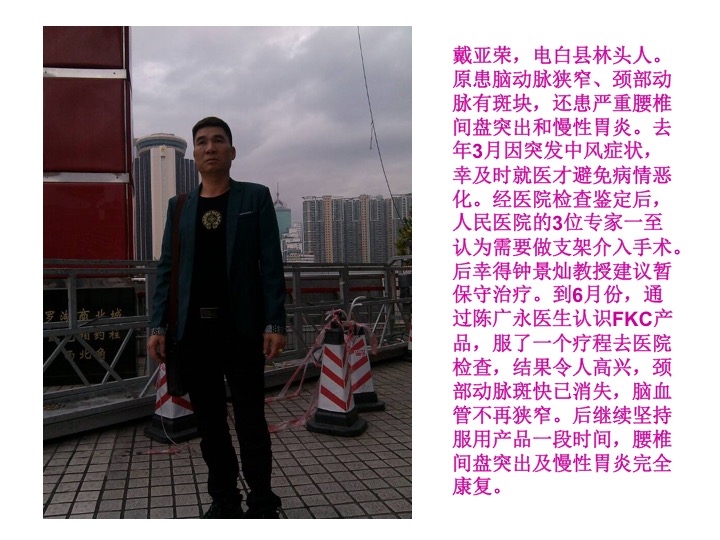 戴亚荣，电白县林头人。
原患脑动脉狭窄、颈部动
脉有斑块，还患严重腰椎
间盘突出和慢性胃炎。去
年3月因突发中风症状，
幸及时就医才避免病情恶
化。经医院检查鉴定后，
人民医院的3位专家一至
认为需要做支架介入手术。
后幸得钟景灿教授建议暂
保守治疗。到6月份，通
过陈广永医生认识FKC产
品，服了一个疗程去医院
检查，结果令人高兴，颈
部动脉斑快已消失，脑血
管不再狭窄。后继续坚持
服用产品一段时间，腰椎
间盘突出及慢性胃炎完全
康复。
罗湖商业城